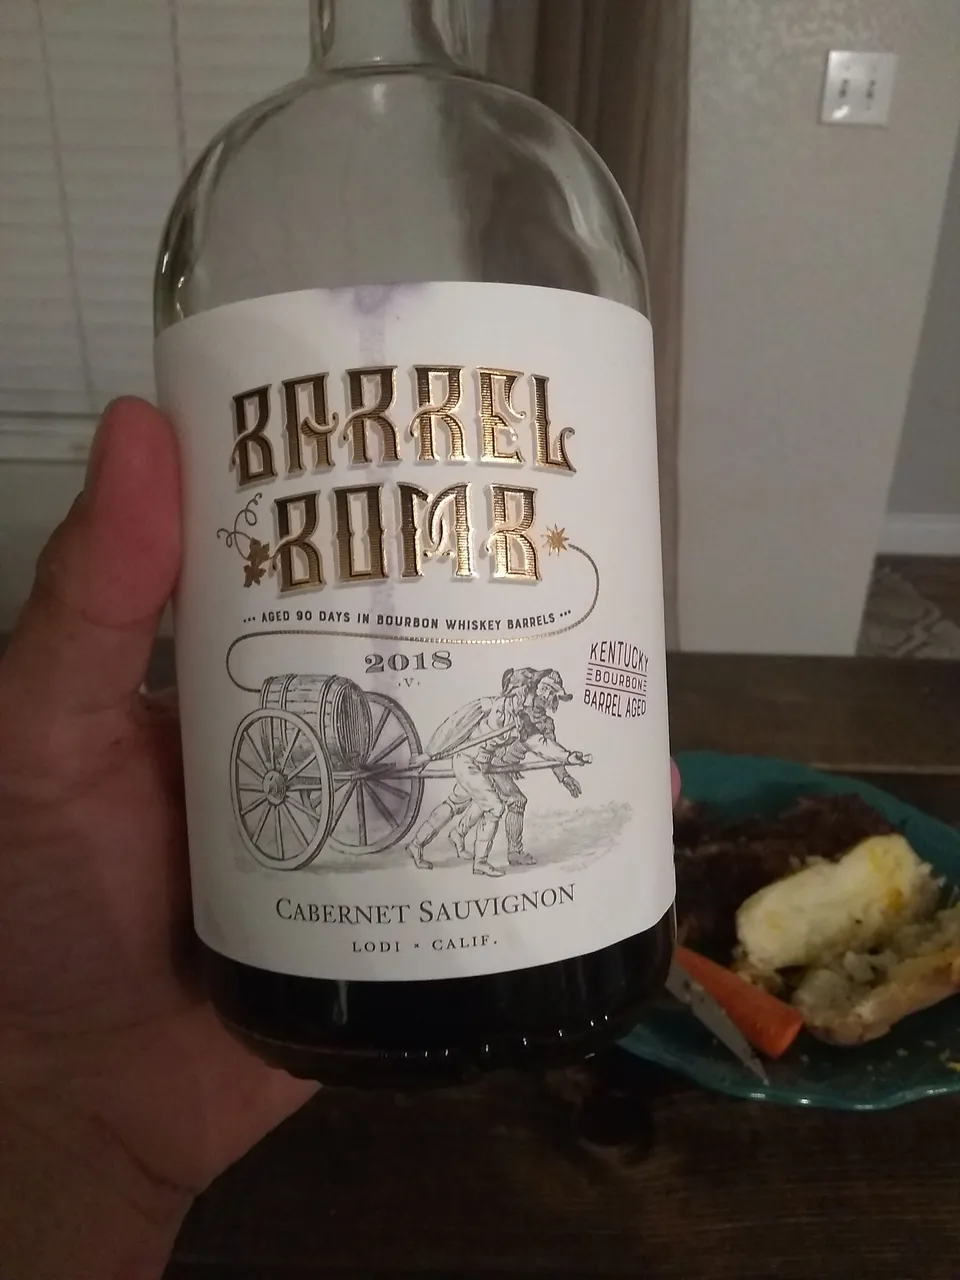 BARREL
BOMB
... AGED 90 DAYS IN BOURBON WHISKEY BARRELS ...
2018
.V.
KENTUCKY
BOURBON
BARREL AGED
CABERNET SAUVIGNON
LODI * CALIF.